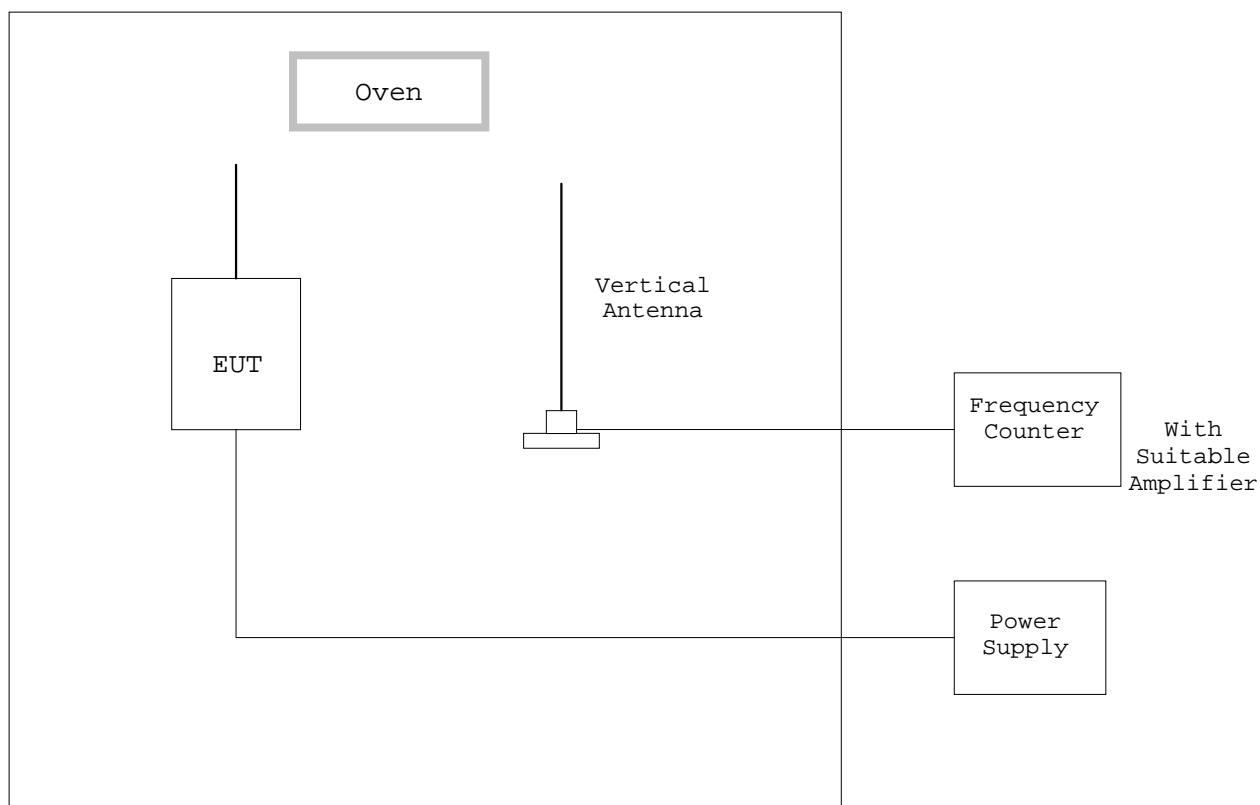 Oven
Vertical
Antenna
EUT
Frequency
Counter
With
Suitable
Amplifier
Power
Supply